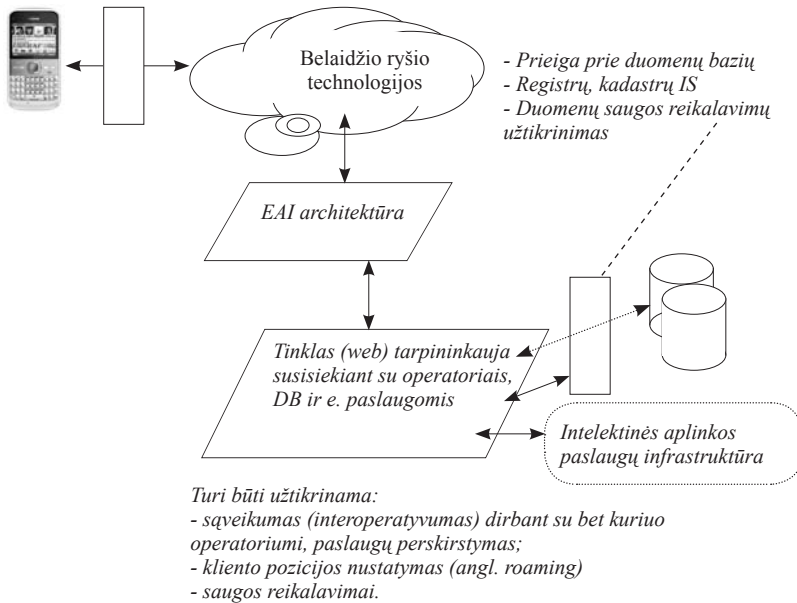 Belaidžio ryšio
technologijos
- Prieiga prie duomenų bazių
- Registrų, kadastrų IS
- Duomenų saugos reikalavimų
užtikrinimas
EAI architektūra
Tinklas (web) tarpininkauja
susisiekiant su operatoriais,
DB ir e. paslaugomis
Intelektinės aplinkos
paslaugų infrastruktūra
Turi būti užtikrinama:
- sąveikumas (interoperatyvumas) dirbant su bet kuriuo
operatoriumi, paslaugų perskirstymas;
- kliento pozicijos nustatymas (angl. roaming)
- saugos reikalavimai.